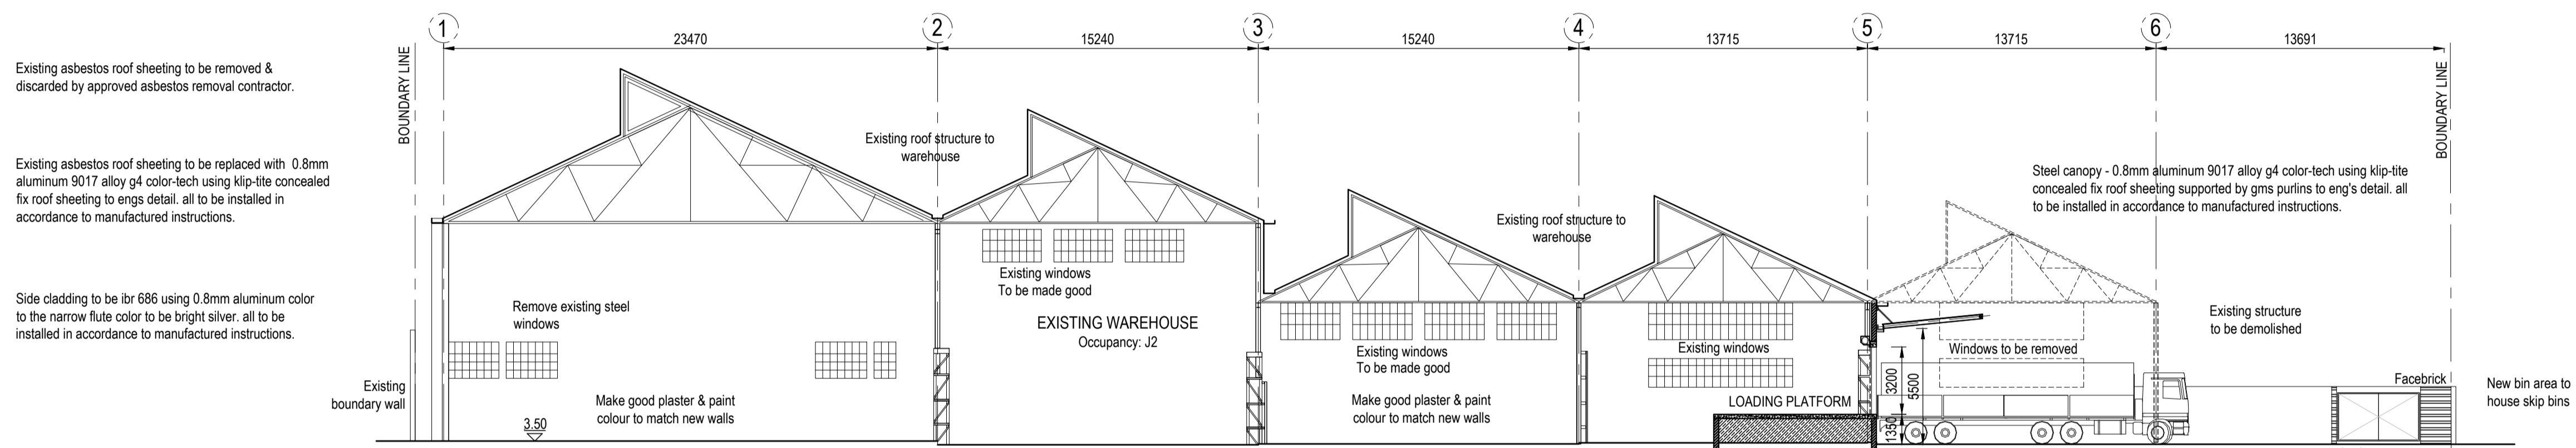 1
2
3
4
5
6
23470
15240
15240
13715
13715
13691
BOUNDARY LINE
BOUNDARY LINE
Existing asbestos roof sheeting to be removed &
discarded by approved asbestos removal contractor.
Existing asbestos roof sheeting to be replaced with 0.8mm
aluminum 9017 alloy g4 color-tech using klip-tite concealed
fix roof sheeting to engs detail. all to be installed in
accordance to manufactured instructions.
Side cladding to be ibr 686 using 0.8mm aluminum color
to the narrow flute color to be bright silver. all to be
installed in accordance to manufactured instructions.
Existing
boundary wall
Remove existing steel
windows
Make good plaster & paint
colour to match new walls
3.50
Existing roof structure to
warehouse
Existing windows
To be made good
EXISTING WAREHOUSE
Occupancy: J2
Existing windows
To be made good
Make good plaster & paint
colour to match new walls
Existing roof structure to
warehouse
Existing windows
LOADING PLATFORM
3200
5500
1350
Windows to be removed
Steel canopy - 0.8mm aluminum 9017 alloy g4 color-tech using klip-tite
concealed fix roof sheeting supported by gms purlins to eng's detail. all
to be installed in accordance to manufactured instructions.
Existing structure
to be demolished
Facebrick
New bin area to
house skip bins